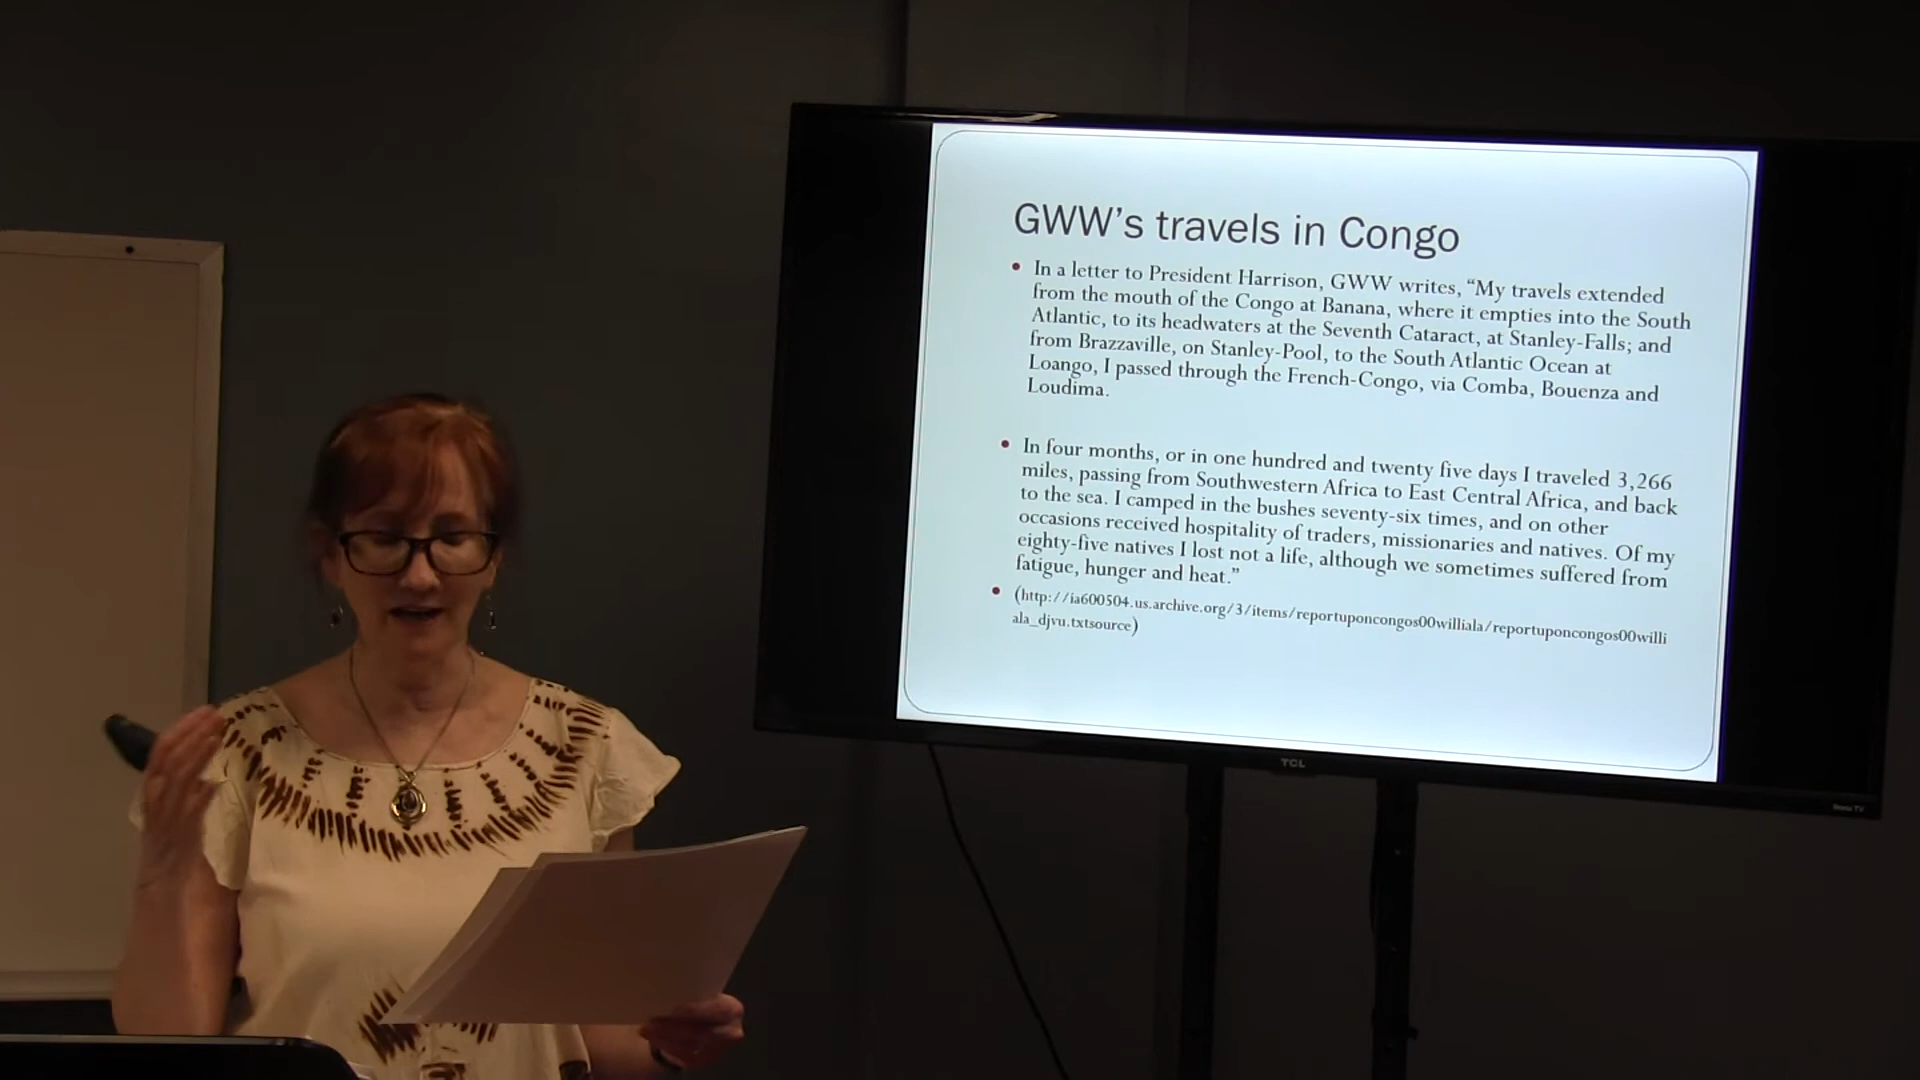 GWW's travels in Congo
• In a letter to President Harrison, GWW writes, “My travels extended
from the mouth of the Congo at Banana, where it empties into the South
Atlantic, to its headwaters at the Seventh Cataract, at Stanley-Falls; and
from Brazzaville, on Stanley-Pool, to the South Atlantic Ocean at
Loango, I passed through the French-Congo, via Comba, Bouenza and
Loudima.
• In four months, or in one hundred and twenty five days I traveled 3,266
miles, passing from Southwestern Africa to East Central Africa, and back
to the sea. I camped in the bushes seventy-six times, and on other
occasions received hospitality of traders, missionaries and natives. Of my
eighty-five natives I lost not a life, although we sometimes suffered from
fatigue, hunger and heat.”
• (http://ia600504.us.archive.org/3/items/reportuponcongos00williala/reportuponcongos00willi
ala_djvu.txtsource)
TCL
Roku TV